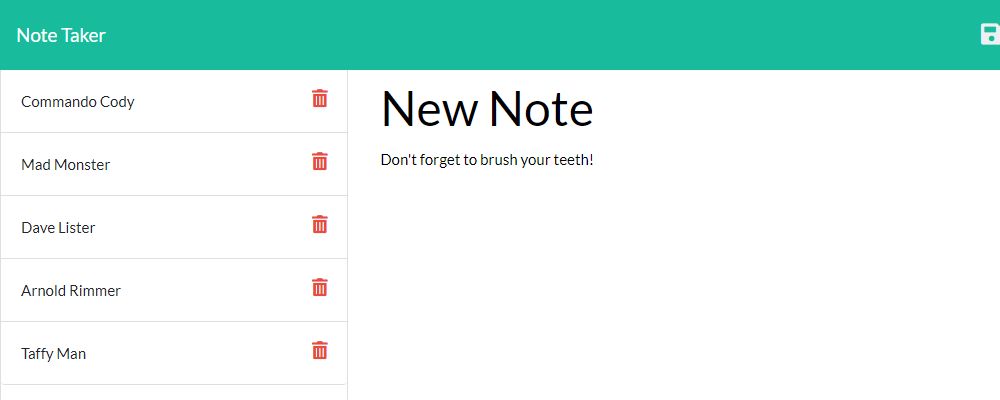 Note Taker
Commando Cody
Mad Monster
Dave Lister
Arnold Rimmer
Taffy Man
New Note
Don't forget to brush your teeth!